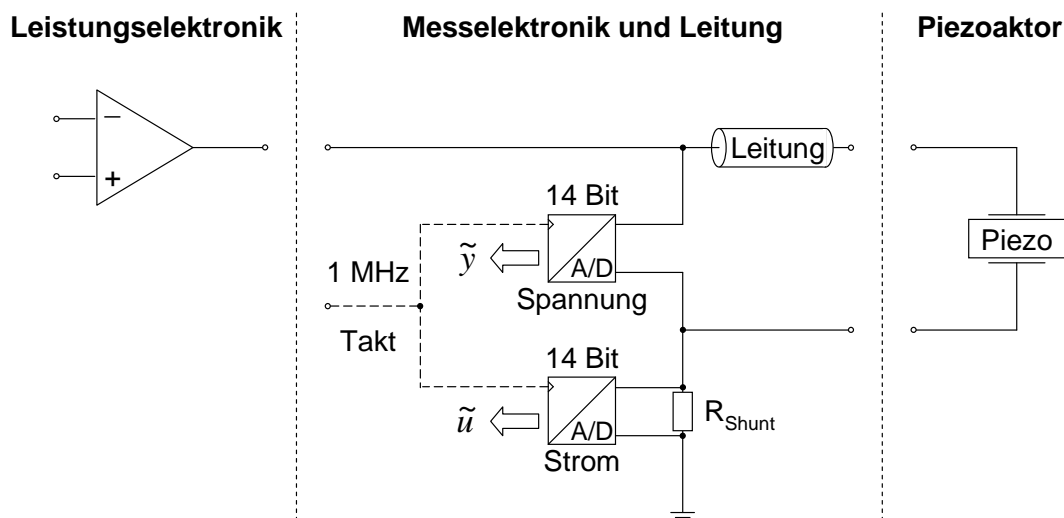 Leistungselektronik
Messelektronik und Leitung
Piezoaktor
−
+
Leitung
14 Bit
A/D
Spannung
ỹ
1 MHz
Takt
14 Bit
A/D
Strom
ũ
R_Shunt
Piezo